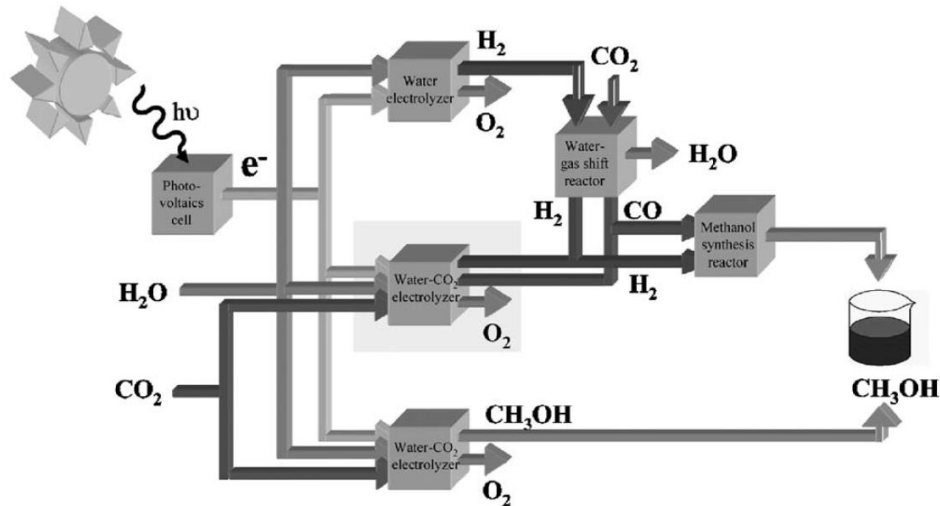 H₂
CO₂
Water
electrolyzer
hυ
O₂
e⁻
Water-
gas shift
reactor
H₂O
Photo-
voltaics
cell
H₂
CO
Methanol
synthesis
reactor
Water-CO₂
electrolyzer
H₂O
H₂
O₂
CO₂
CH₃OH
CH₃OH
Water-CO₂
electrolyzer
O₂